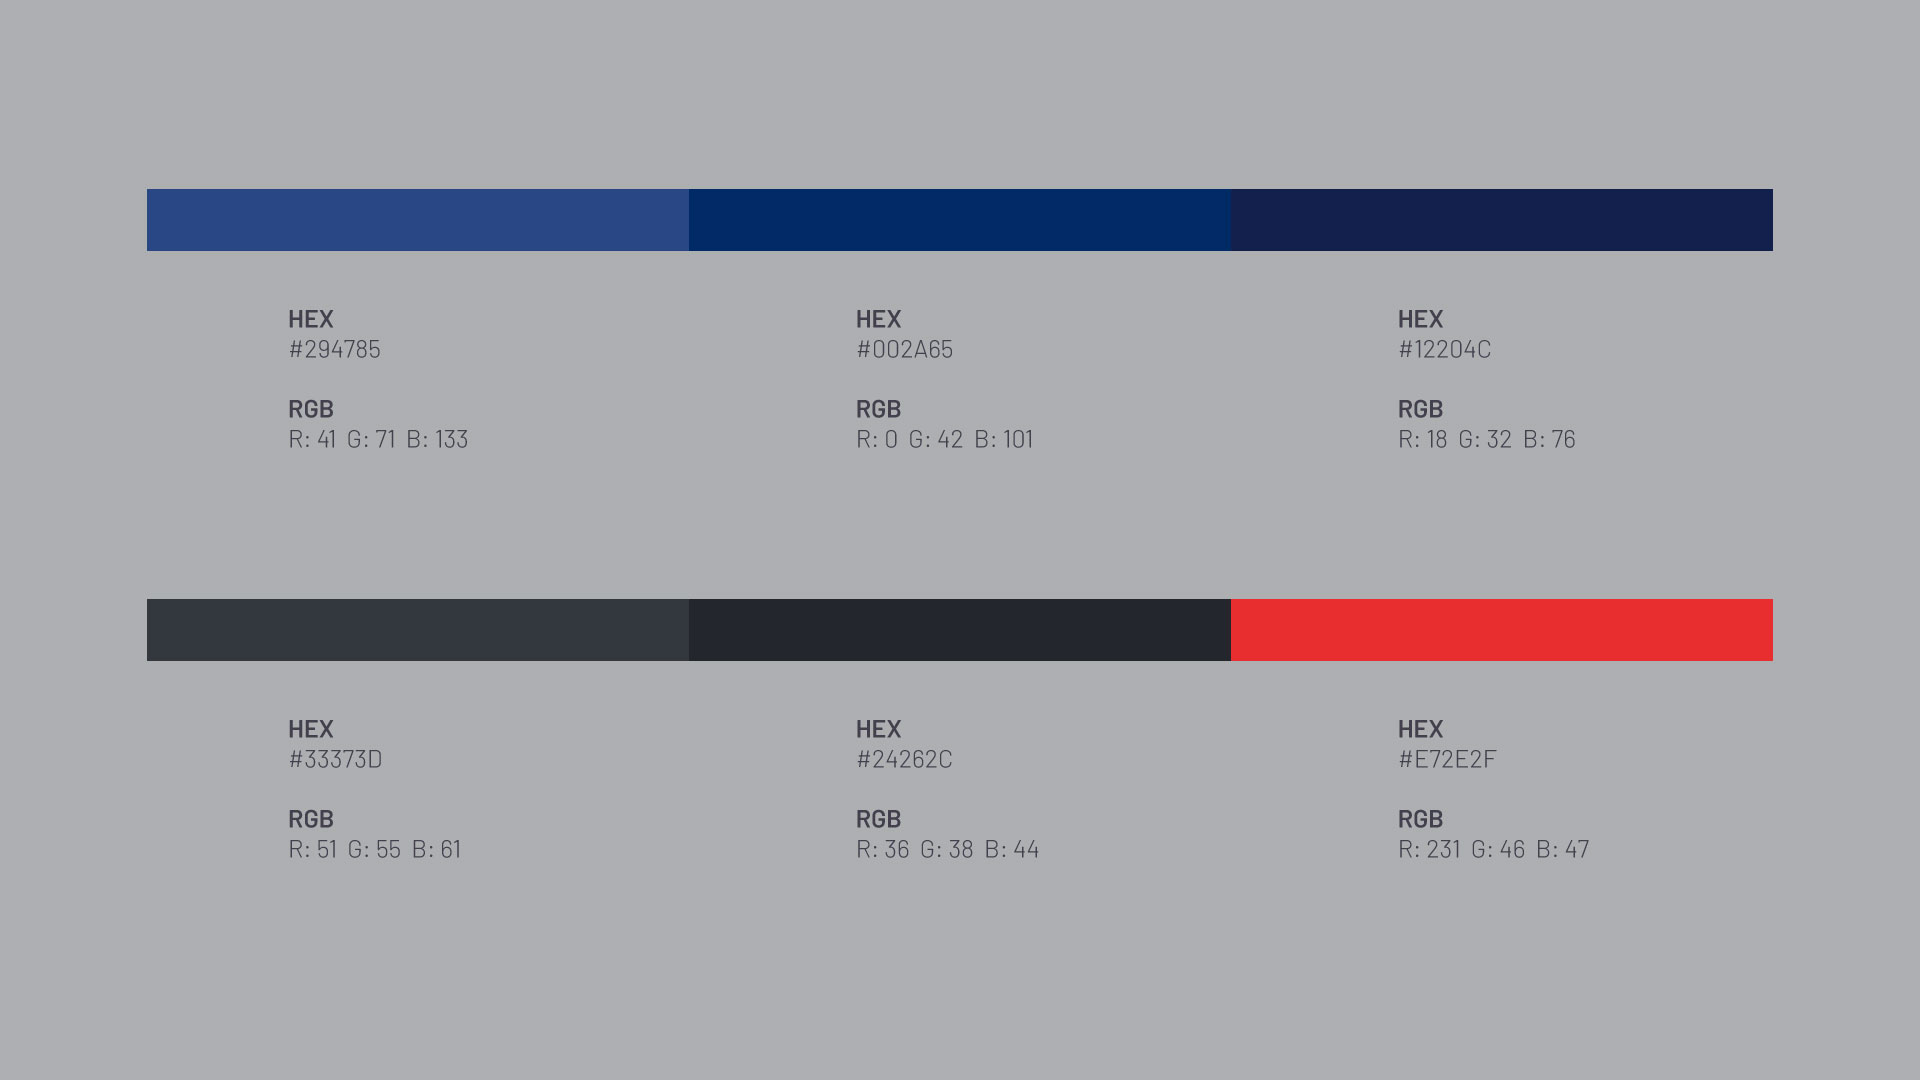 HEX
#294785
RGB
R: 41 G: 71 B: 133
HEX
#002A65
RGB
R: 0 G: 42 B: 101
HEX
#12204C
RGB
R: 18 G: 32 B: 76
HEX
#33373D
RGB
R: 51 G: 55 B: 61
HEX
#24262C
RGB
R: 36 G: 38 B: 44
HEX
#E72E2F
RGB
R: 231 G: 46 B: 47